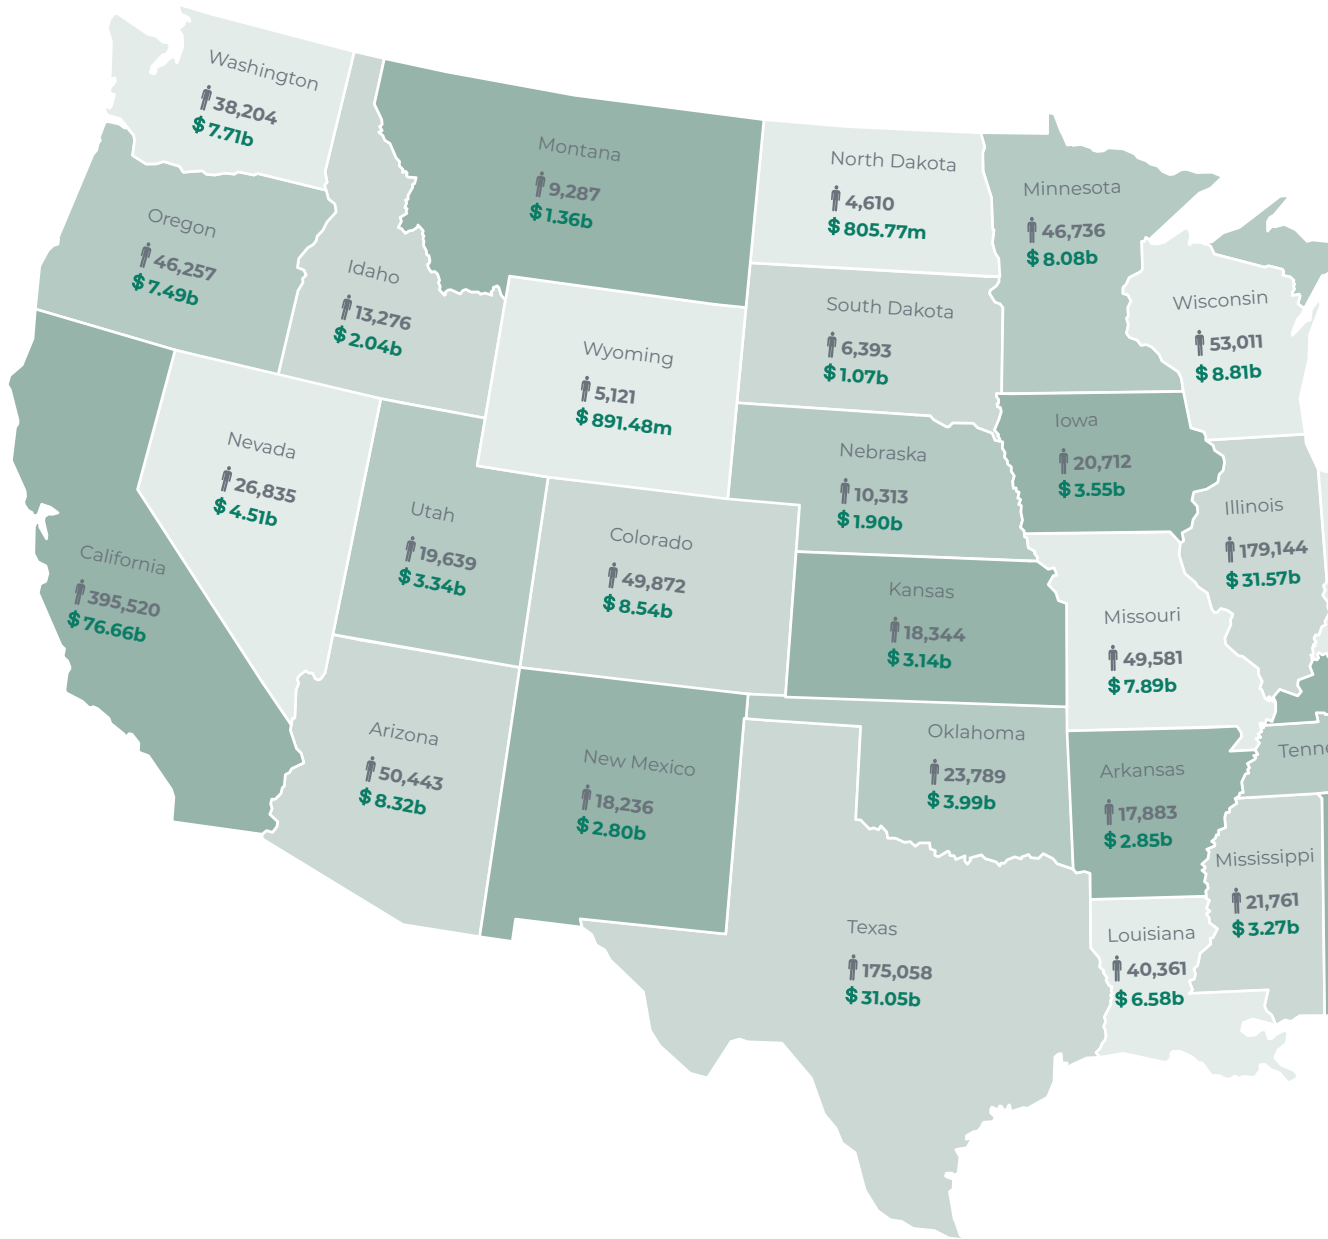 Washington
38,204
$ 7.71b
Montana
9,287
$ 1.36b
North Dakota
4,610
$ 805.77m
Minnesota
46,736
$ 8.08b
Oregon
46,257
$ 7.49b
Idaho
13,276
$ 2.04b
South Dakota
6,393
$ 1.07b
Wisconsin
53,011
$ 8.81b
Wyoming
5,121
$ 891.48m
Nevada
26,835
$ 4.51b
Nebraska
10,313
$ 1.90b
Iowa
20,712
$ 3.55b
Utah
19,639
$ 3.34b
Colorado
49,872
$ 8.54b
Illinois
179,144
$ 31.57b
California
395,520
$ 76.66b
Kansas
18,344
$ 3.14b
Missouri
49,581
$ 7.89b
Arizona
50,443
$ 8.32b
New Mexico
18,236
$ 2.80b
Oklahoma
23,789
$ 3.99b
Arkansas
17,883
$ 2.85b
Tenne
Mississippi
21,761
$ 3.27b
Texas
175,058
$ 31.05b
Louisiana
40,361
$ 6.58b